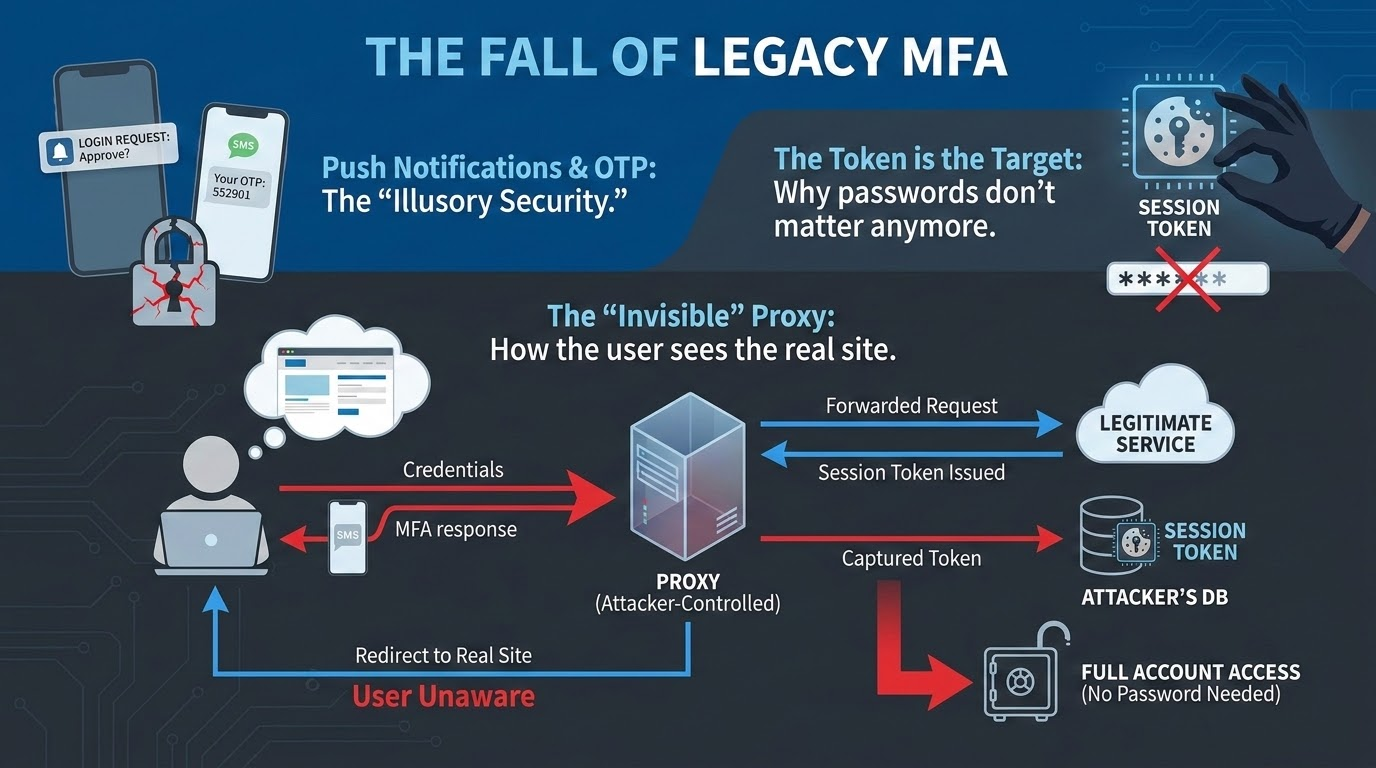 THE FALL OF LEGACY MFA
LOGIN REQUEST:
Approve?
SMS
Your OTP:
552901
Push Notifications & OTP:
The “Illusory Security.”
The Token is the Target:
Why passwords don’t
matter anymore.
SESSION
TOKEN
******
The “Invisible” Proxy:
How the user sees the real site.
Credentials
SMS
MFA response
PROXY
(Attacker-Controlled)
Forwarded Request
Session Token Issued
LEGITIMATE
SERVICE
Captured Token
SESSION
TOKEN
ATTACKER’S DB
Redirect to Real Site
User Unaware
FULL ACCOUNT ACCESS
(No Password Needed)